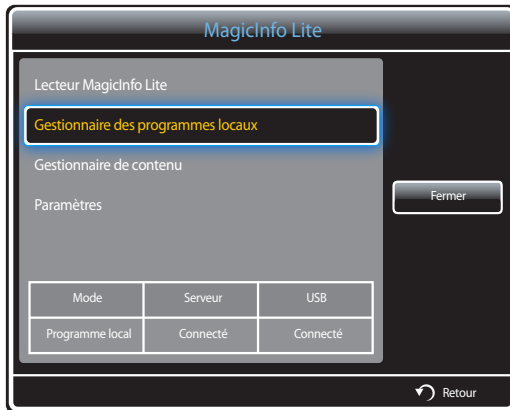 MagicInfo Lite
Lecteur MagicInfo Lite
Gestionnaire des programmes locaux
Gestionnaire de contenu
Paramètres
Fermer
Mode Serveur USB
Programme local Connecté Connecté
Retour